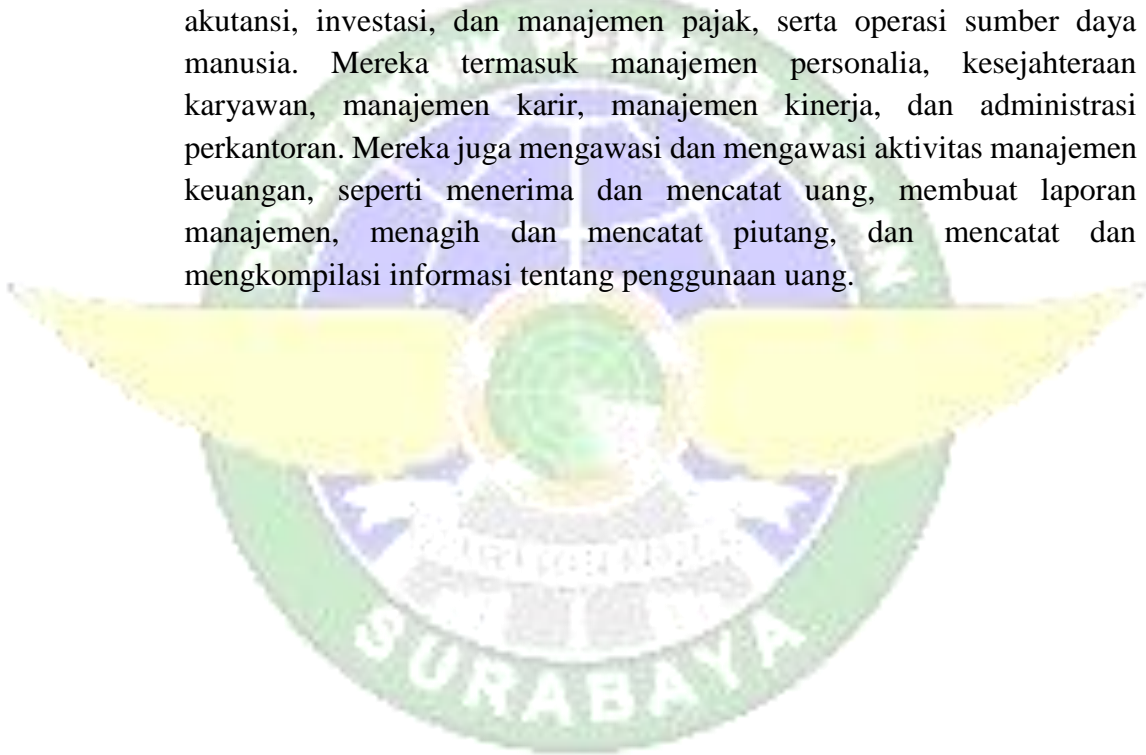 akutansi, investasi, dan manajemen pajak, serta operasi sumber daya
manusia. Mereka termasuk manajemen personalia, kesejahteraan
karyawan, manajemen karir, manajemen kinerja, dan administrasi
perkantoran. Mereka juga mengawasi dan mengawasi aktivitas manajemen
keuangan, seperti menerima dan mencatat uang, membuat laporan
manajemen, menagih dan mencatat piutang, dan mencatat dan
mengkompilasi informasi tentang penggunaan uang.
SURABAYA